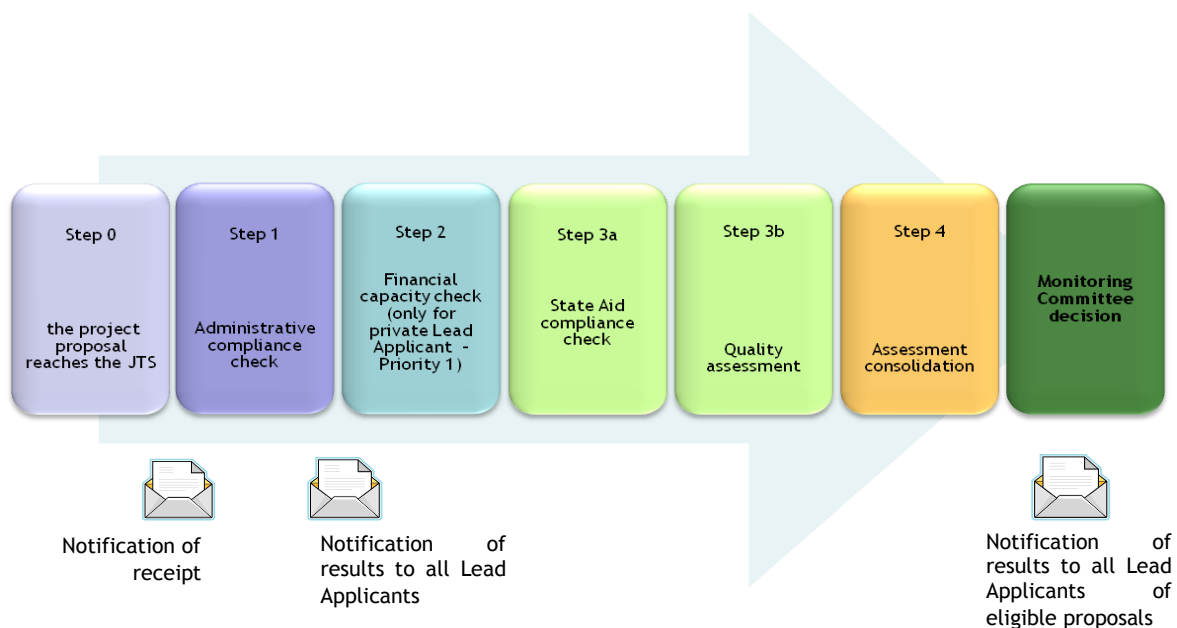 Step 0
the project
proposal
reaches the JTS
Step 1
Administrative
compliance
check
Step 2
Financial
capacity check
(only for
private Lead
Applicant -
Priority 1)
Step 3a
State Aid
compliance
check
Step 3b
Quality
assessment
Step 4
Assessment
consolidation
Monitoring
Committee
decision
Notification of
receipt
Notification of
results to all Lead
Applicants
Notification of
results to all Lead
Applicants of
eligible proposals